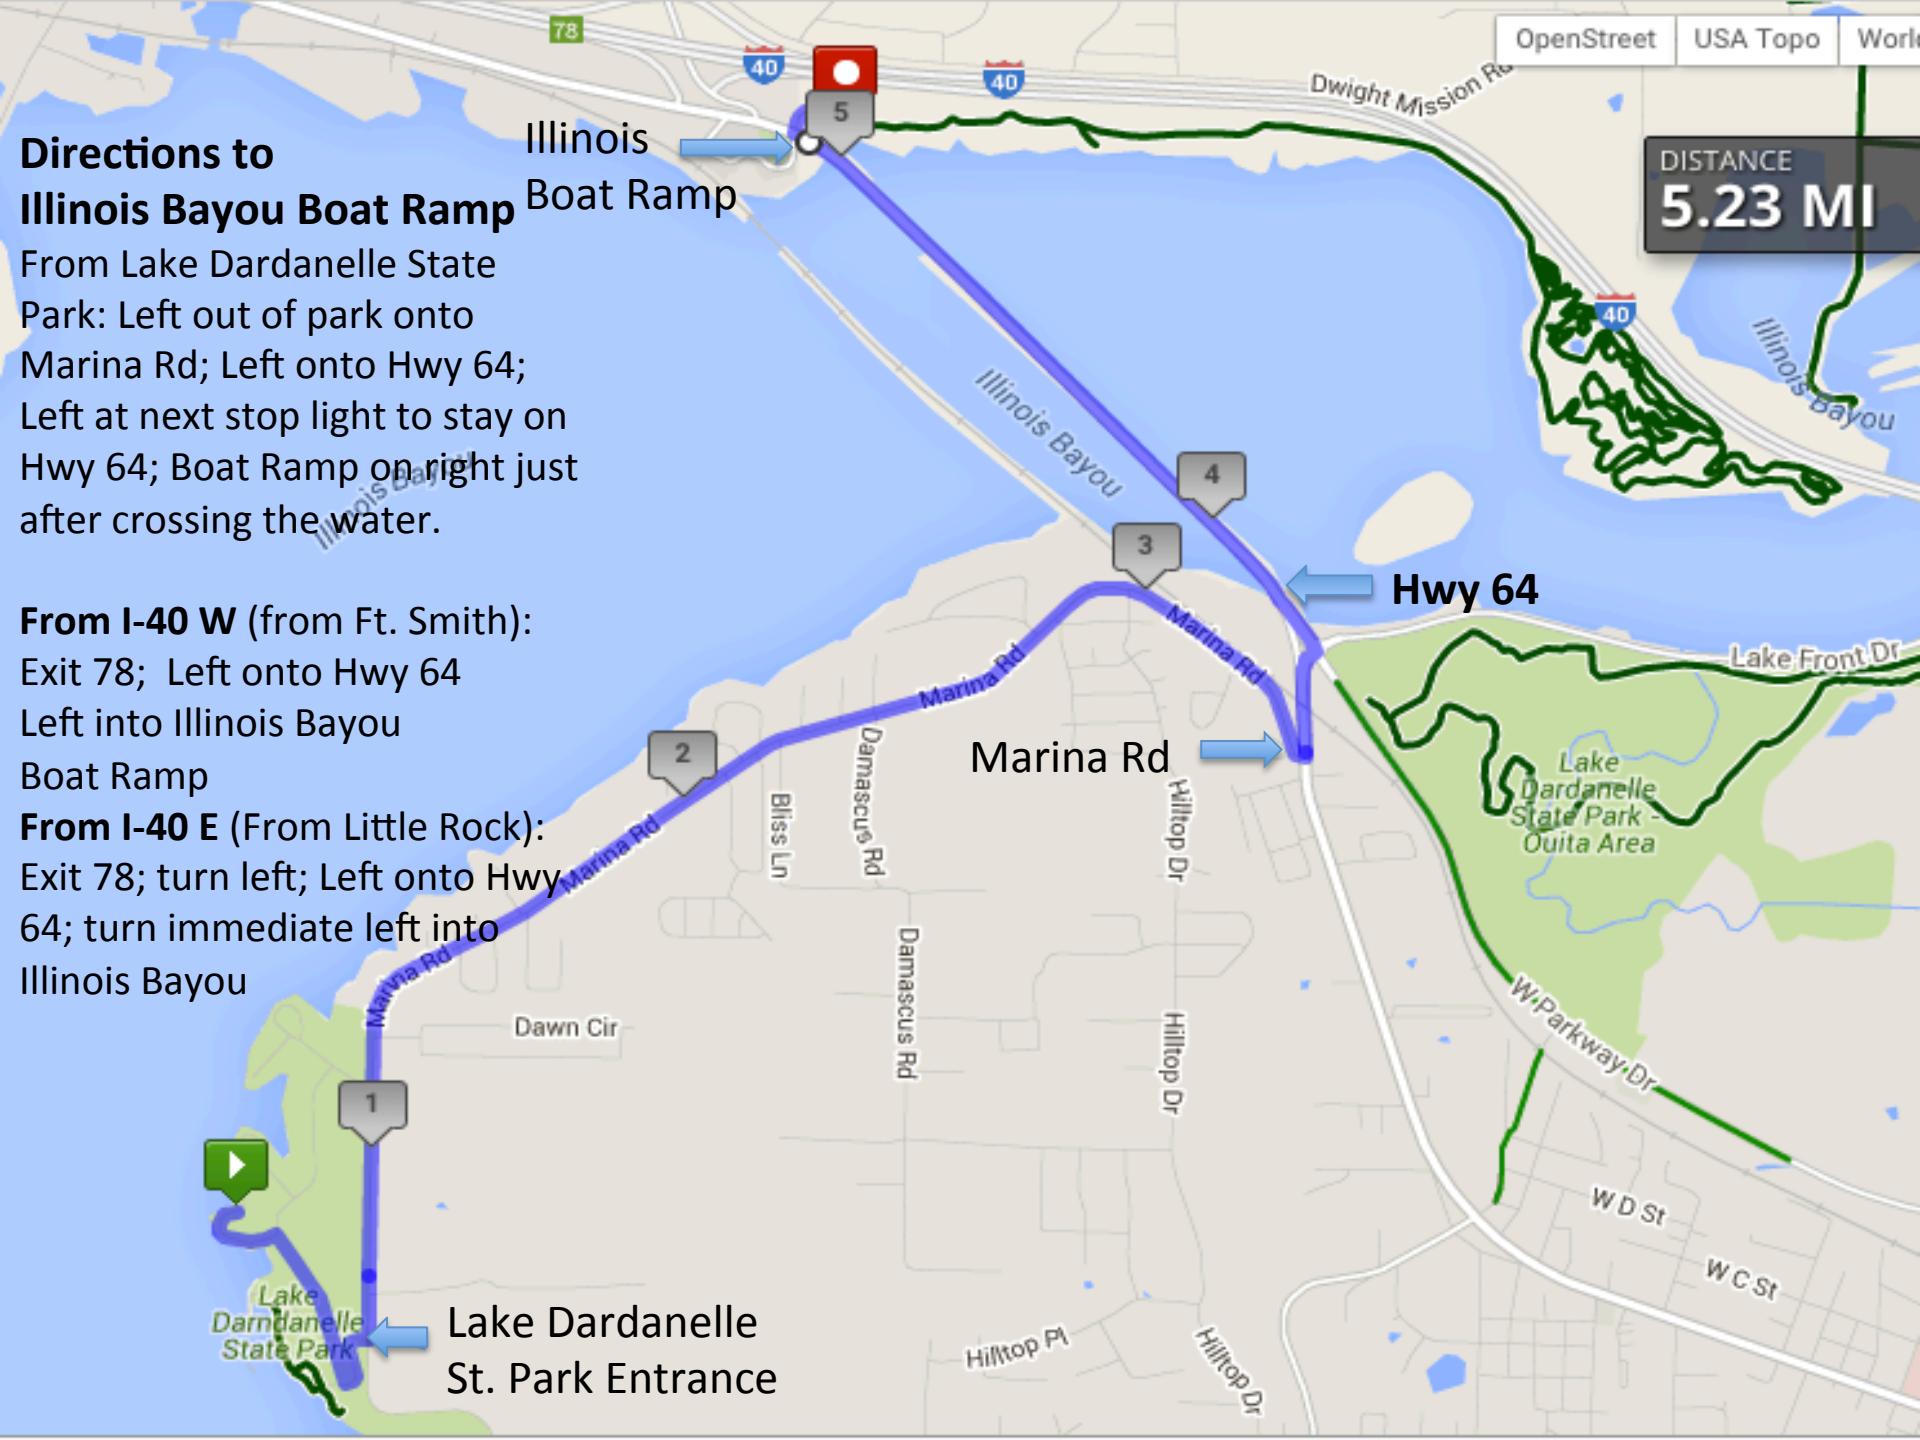 78
40
40
OpenStreet
USA Topo
Dwight Mission Rd
5
Illinois
Boat Ramp
Directions to
Illinois Bayou Boat Ramp
From Lake Dardanelle State
Park: Left out of park onto
Marina Rd; Left onto Hwy 64;
Left at next stop light to stay on
Hwy 64; Boat Ramp on right just
after crossing the water.
From I-40 W (from Ft. Smith):
Exit 78;  Left onto Hwy 64
Left into Illinois Bayou
Boat Ramp
From I-40 E (From Little Rock):
Exit 78; turn left; Left onto Hwy
64; turn immediate left into
Illinois Bayou
DISTANCE
5.23 MI
40
Illinois Bayou
Illinois Bayou
Illinois Bayou
4
3
Hwy 64
Marina Rd
Lake Front Dr
Marina Rd
2
Marina Rd
Damascus Rd
Bliss Ln
Hilltop Dr
Lake
Dardanelle
State Park -
Ouita Area
Marina Rd
Marina Rd
Damascus Rd
Dawn Cir
Hilltop Dr
W Parkway Dr
1
W D St
W C St
Lake
Darndanelle
State Park
Lake Dardanelle
St. Park Entrance
Hilltop Pl
Hilltop Dr